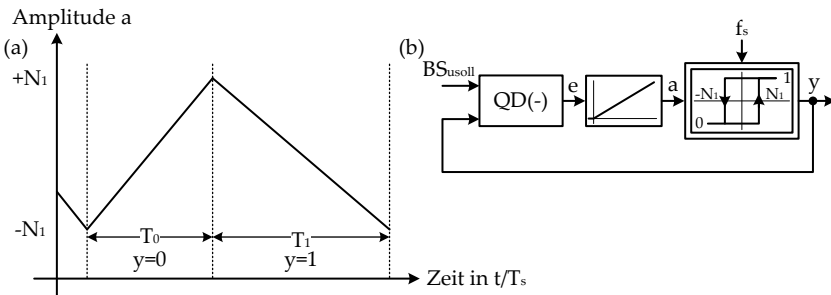 Amplitude a
(a)
+N₁
-N₁
T₀
y=0
T₁
y=1
Zeit in t/Tₛ
(b)
BSᵤₛₒₗₗ
QD(-)
e
a
fₛ
-N₁
N₁
1
0
y